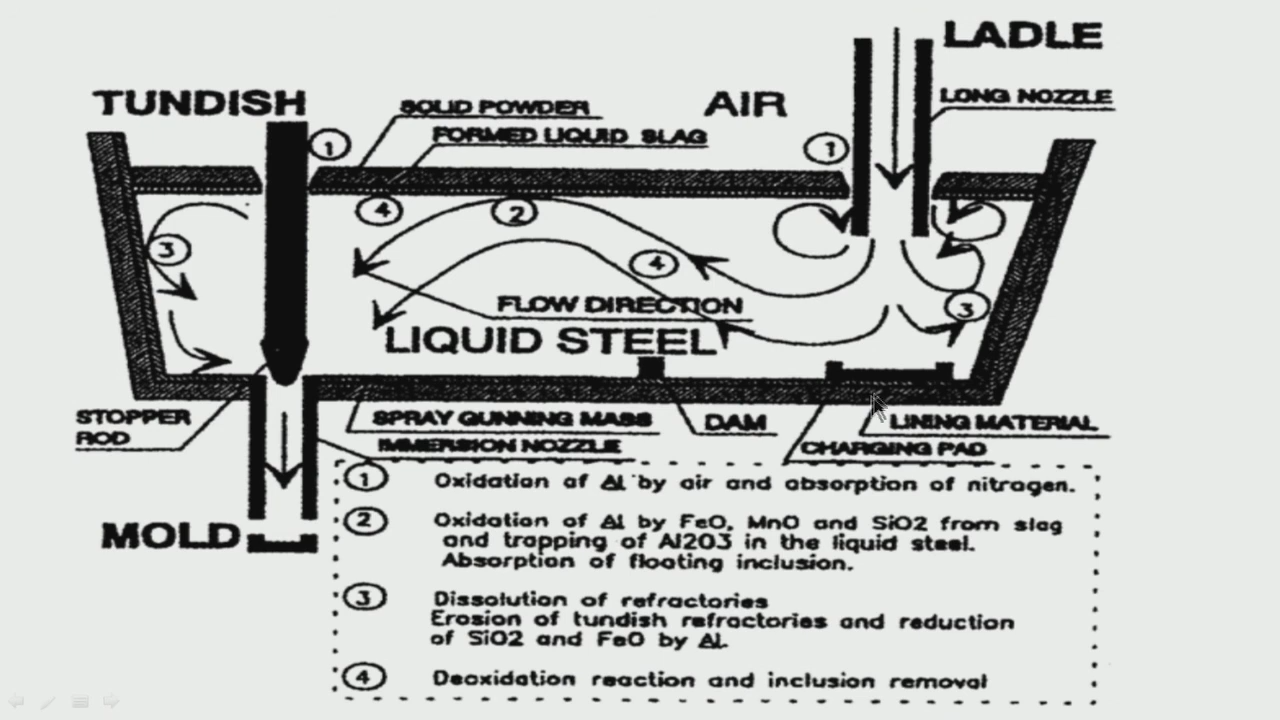 LADLE
TUNDISH
SOLID POWDER
AIR
LONG NOZZLE
FORMED LIQUID SLAG
1
1
4
2
3
4
FLOW DIRECTION
3
LIQUID STEEL
STOPPER
ROD
SPRAY GUNNING MASS
DAM
LINING MATERIAL
IMMERSION NOZZLE
CHARGING PAD
MOLD
1 Oxidation of Al by air and absorption of nitrogen.
2 Oxidation of Al by FeO, MnO and SiO2 from slag
and trapping of Al2O3 in the liquid steel.
Absorption of floating inclusion.
3 Dissolution of refractories
Erosion of tundish refractories and reduction
of SiO2 and FeO by Al.
4 Deoxidation reaction and inclusion removal